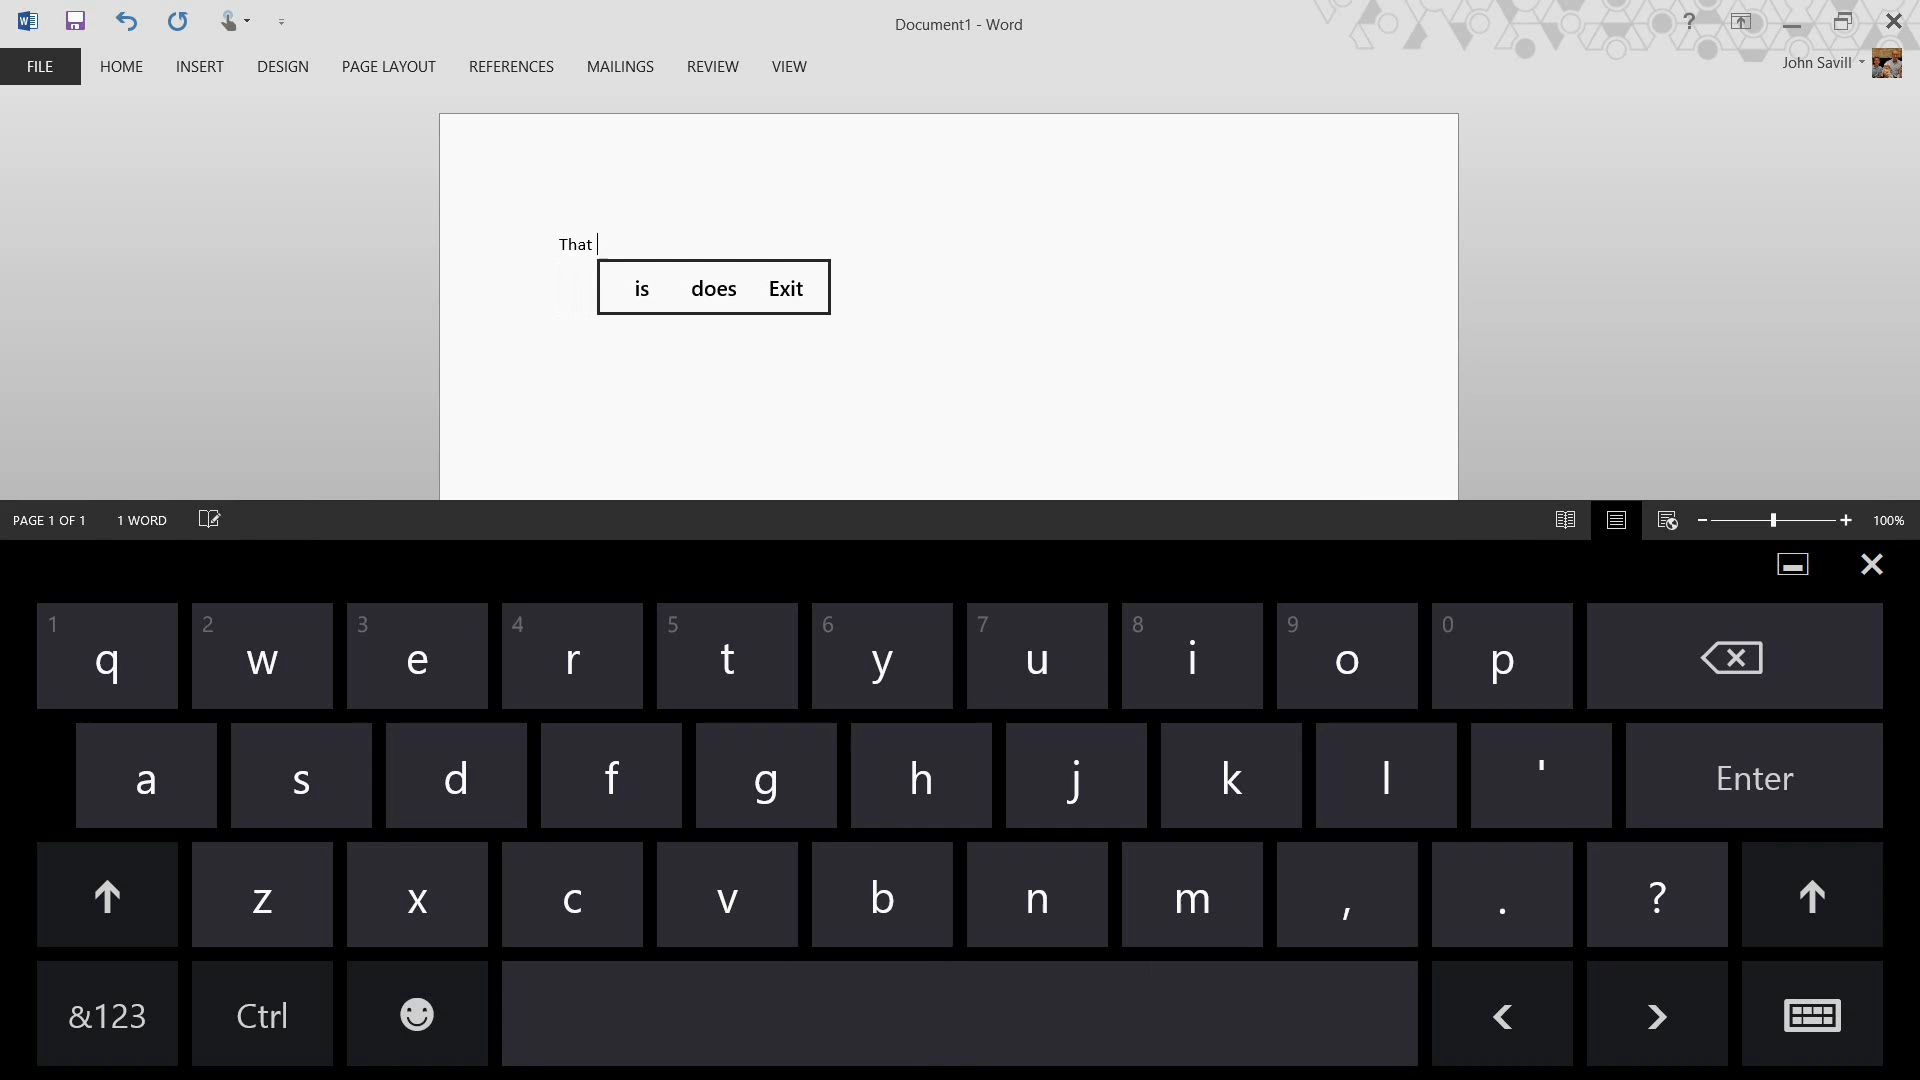 Document1 - Word
?
FILE HOME INSERT DESIGN PAGE LAYOUT REFERENCES MAILINGS REVIEW VIEW
John Savill
That
is does Exit
PAGE 1 OF 1 1 WORD
100%
1 2 3 4 5 6 7 8 9 0
q w e r t y u i o p
a s d f g h j k l ' Enter
z x c v b n m , . ?
&123 Ctrl < >